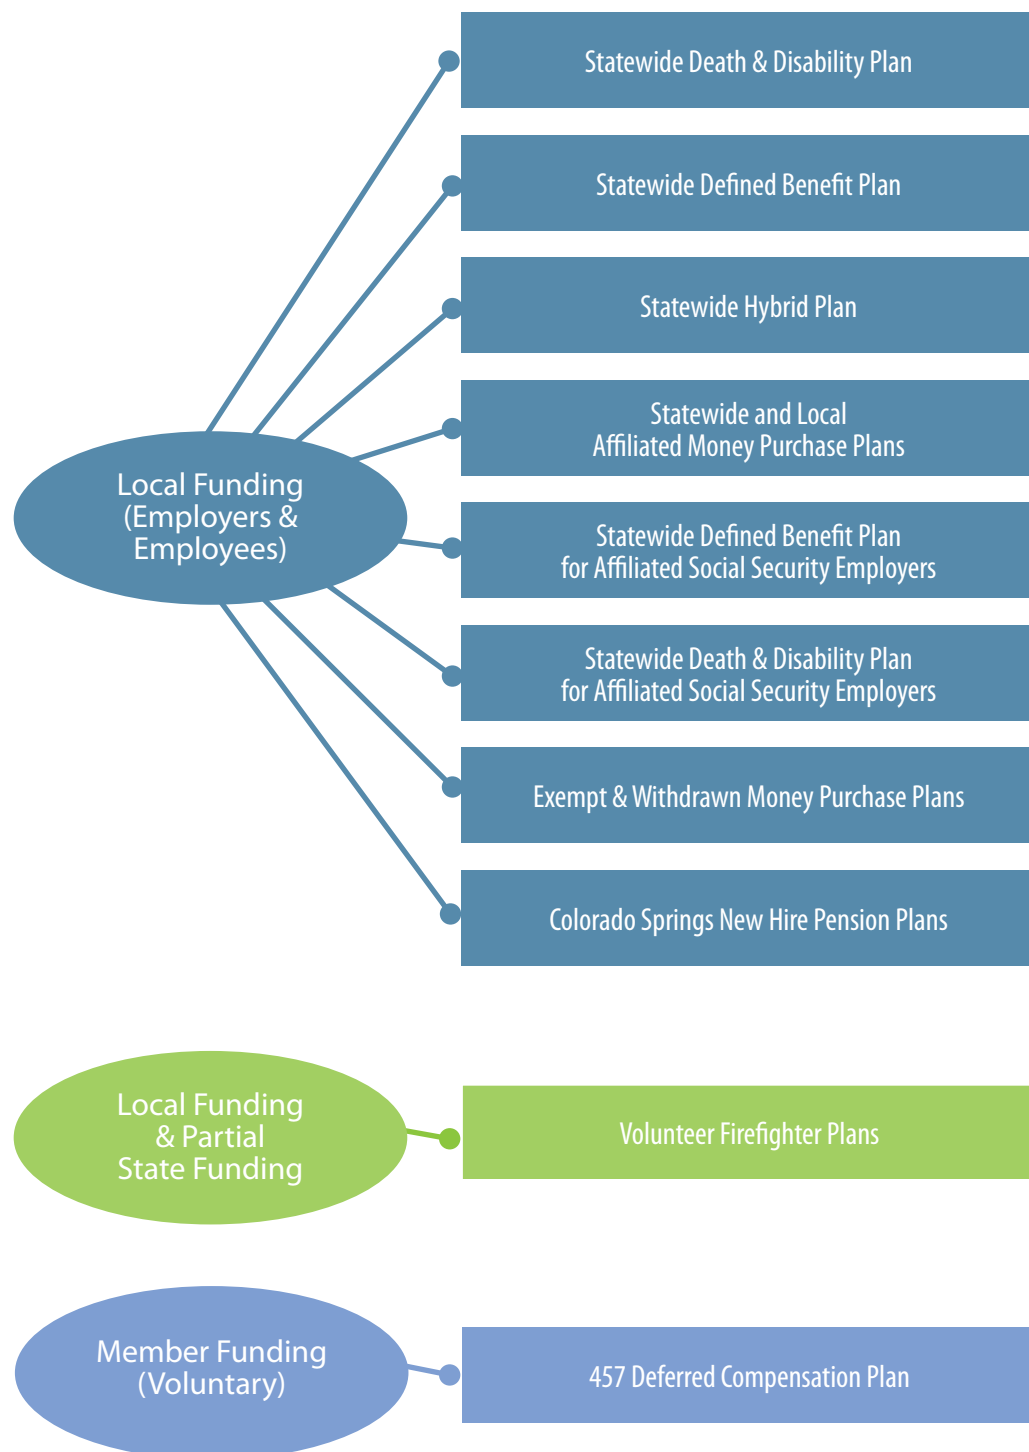 Statewide Death & Disability Plan
Statewide Defined Benefit Plan
Statewide Hybrid Plan
Statewide and Local
Affiliated Money Purchase Plans
Local Funding
(Employers &
Employees)
Statewide Defined Benefit Plan
for Affiliated Social Security Employers
Statewide Death & Disability Plan
for Affiliated Social Security Employers
Exempt & Withdrawn Money Purchase Plans
Colorado Springs New Hire Pension Plans
Local Funding
& Partial
State Funding
Volunteer Firefighter Plans
Member Funding
(Voluntary)
457 Deferred Compensation Plan